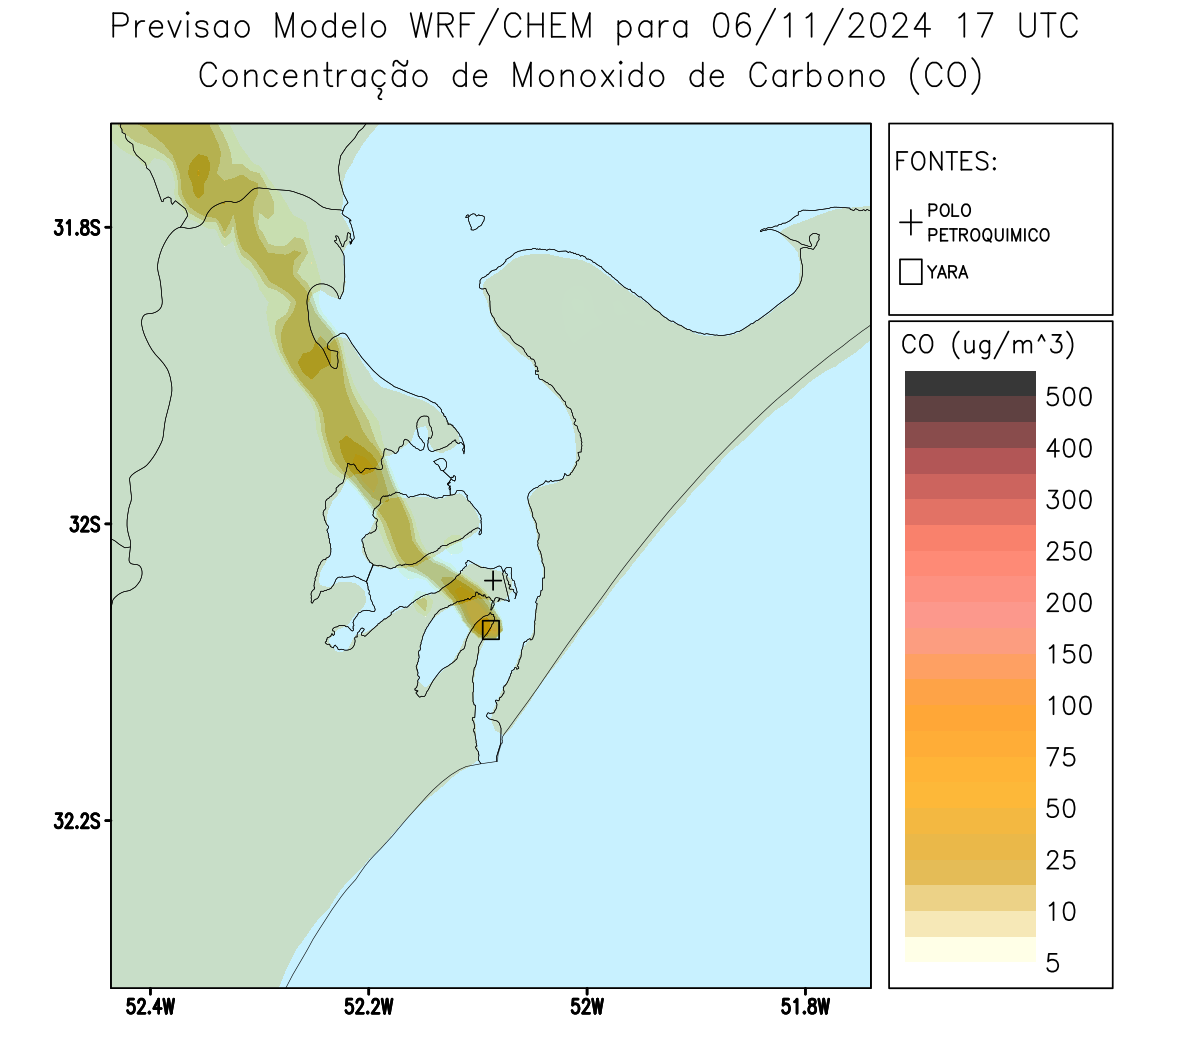 Previsao Modelo WRF/CHEM para 06/11/2024 17 UTC
Concentração de Monoxido de Carbono (CO)
FONTES:
POLO
PETROQUIMICO
YARA
CO (ug/m^3)
500
400
300
250
200
150
100
75
50
25
10
5
31.8S
32S
32.2S
52.4W
52.2W
52W
51.8W